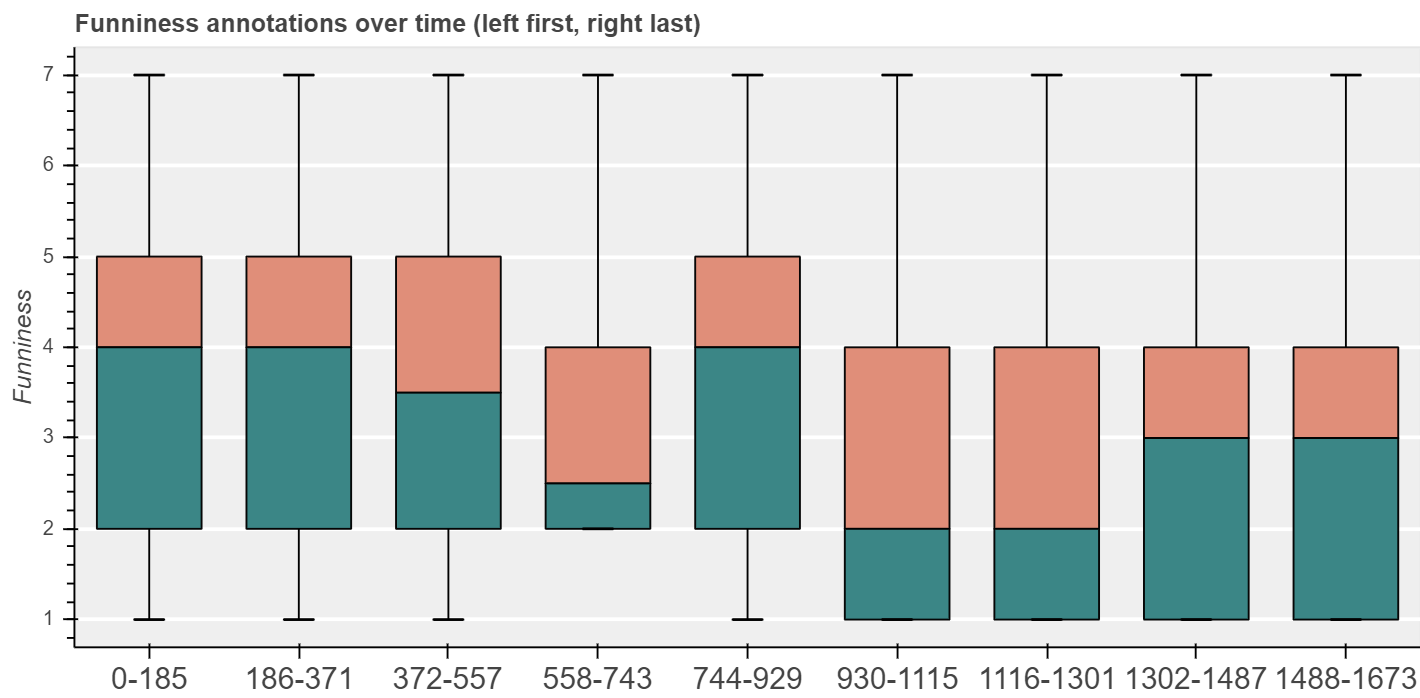 Funniness annotations over time (left first, right last)
Funniness
7
6
5
4
3
2
1
0-185 186-371 372-557 558-743 744-929 930-1115 1116-1301 1302-1487 1488-1673